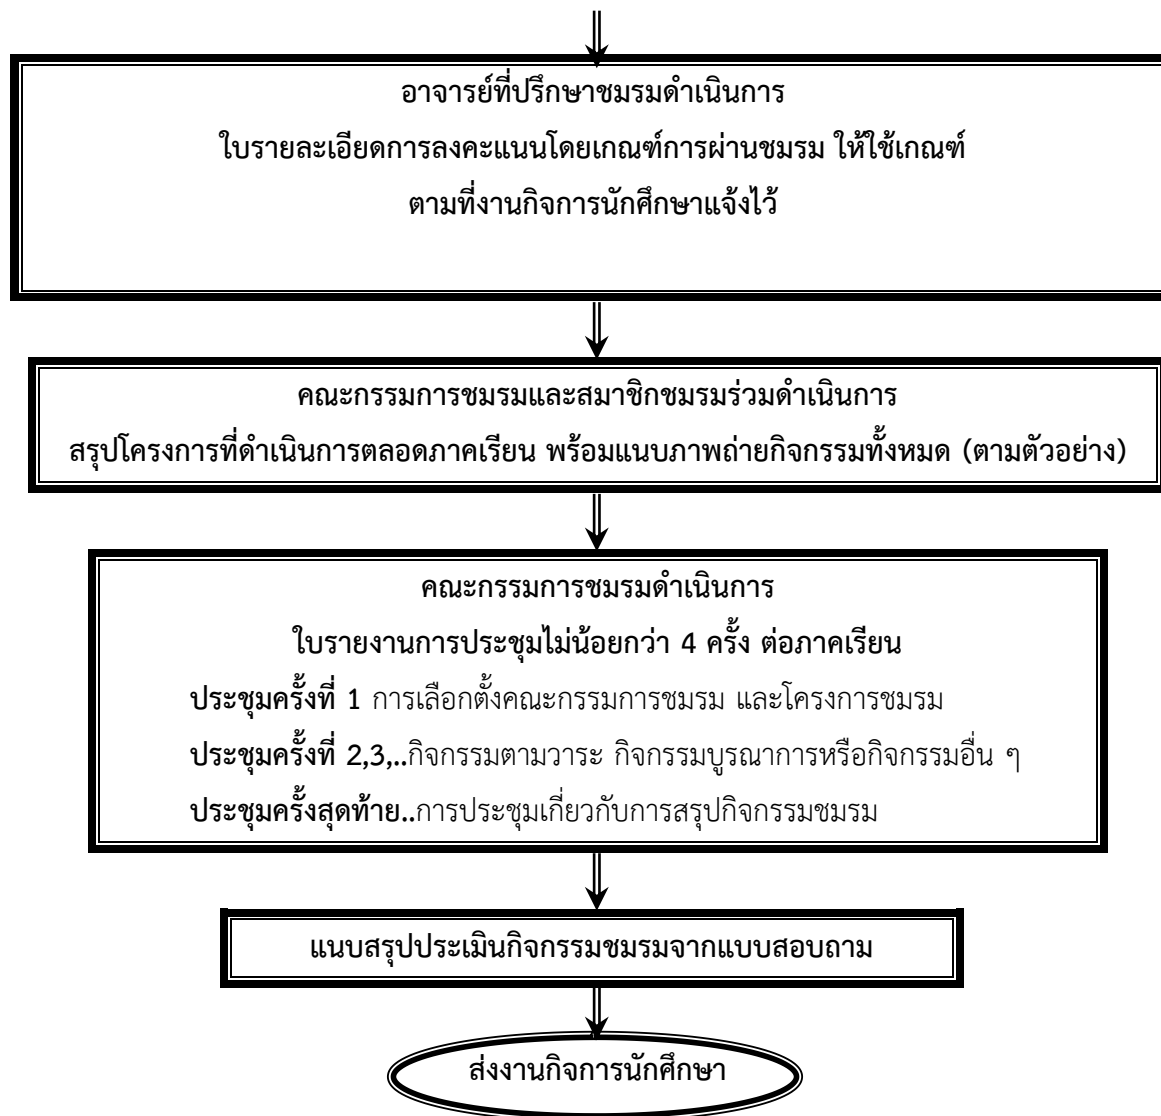 อาจารย์ที่ปรึกษาชมรมดำเนินการ
ใบรายละเอียดการลงคะแนนโดยเกณฑ์การผ่านชมรม ให้ใช้เกณฑ์
ตามที่งานกิจการนักศึกษาแจ้งไว้
คณะกรรมการชมรมและสมาชิกชมรมร่วมดำเนินการ
สรุปโครงการที่ดำเนินการตลอดภาคเรียน พร้อมแนบภาพถ่ายกิจกรรมทั้งหมด (ตามตัวอย่าง)
คณะกรรมการชมรมดำเนินการ
ใบรายงานการประชุมไม่น้อยกว่า 4 ครั้ง ต่อภาคเรียน
ประชุมครั้งที่ 1 การเลือกตั้งคณะกรรมการชมรม และโครงการชมรม
ประชุมครั้งที่ 2,3,..กิจกรรมตามวาระ กิจกรรมบูรณาการหรือกิจกรรมอื่น ๆ
ประชุมครั้งสุดท้าย..การประชุมเกี่ยวกับการสรุปกิจกรรมชมรม
แนบสรุปประเมินกิจกรรมชมรมจากแบบสอบถาม
ส่งงานกิจการนักศึกษา